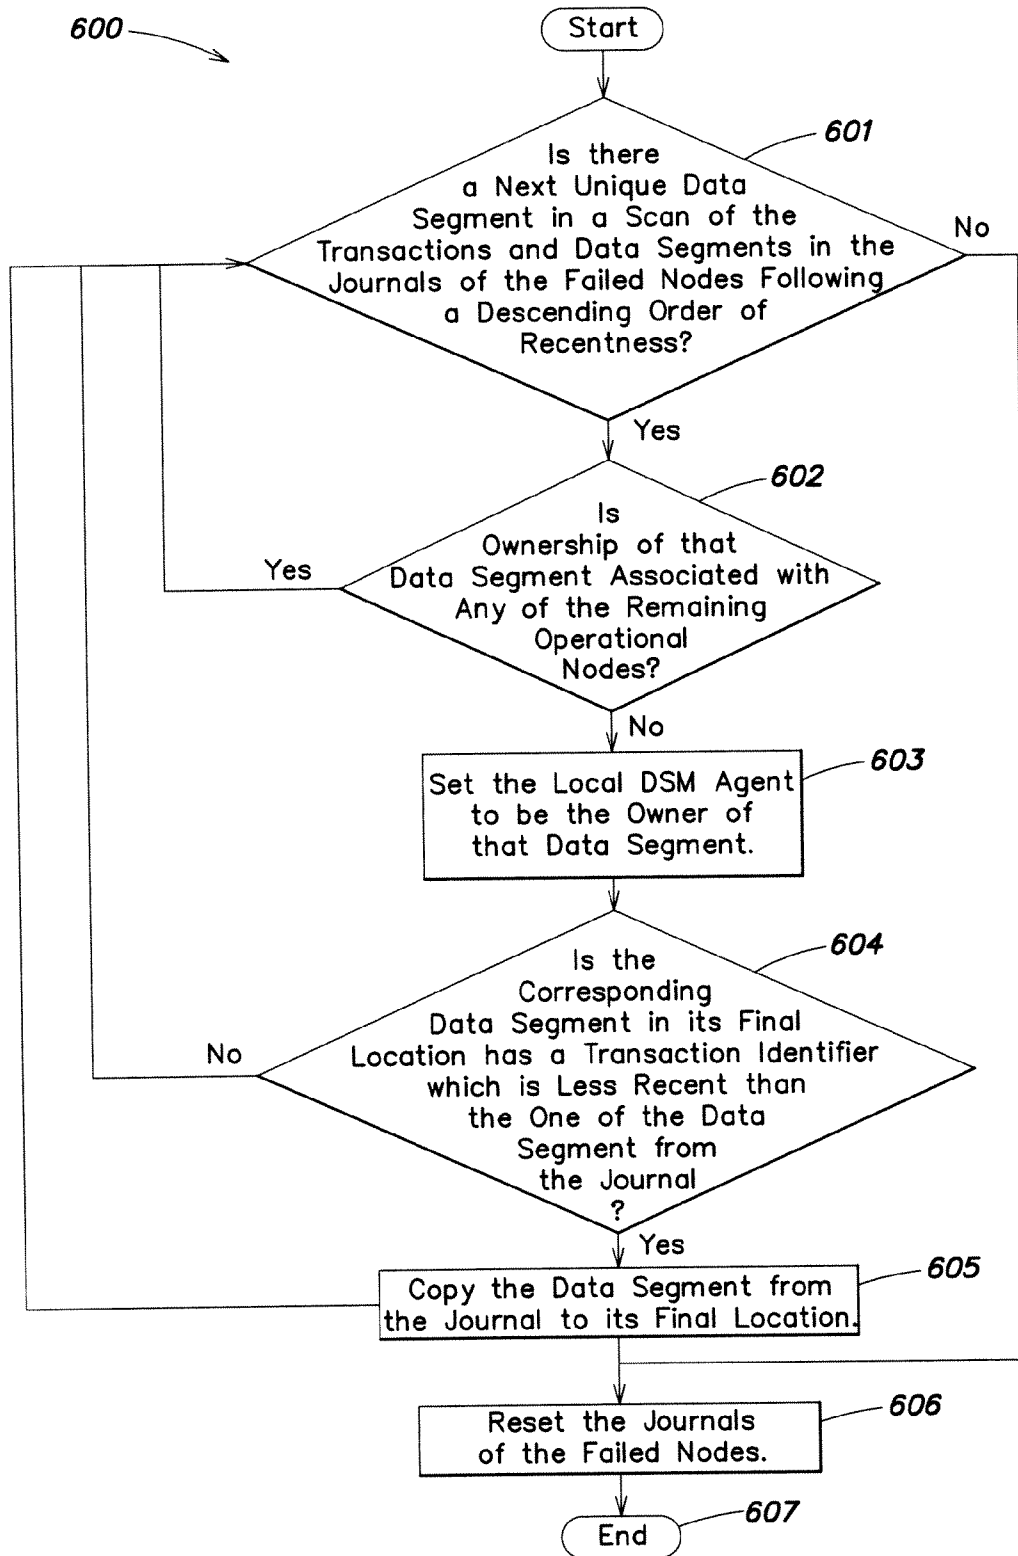 600
Start
601
Is there
a Next Unique Data
Segment in a Scan of the
Transactions and Data Segments in the
Journals of the Failed Nodes Following
a Descending Order of
Recentness?
No
Yes
602
Is
Ownership of that
Data Segment Associated with
Any of the Remaining
Operational
Nodes?
Yes
No
603
Set the Local DSM Agent
to be the Owner of
that Data Segment.
604
Is the
Corresponding
Data Segment in its Final
Location has a Transaction Identifier
which is Less Recent than
the One of the Data
Segment from
the Journal
?
No
Yes
605
Copy the Data Segment from
the Journal to its Final Location.
606
Reset the Journals
of the Failed Nodes.
607
End